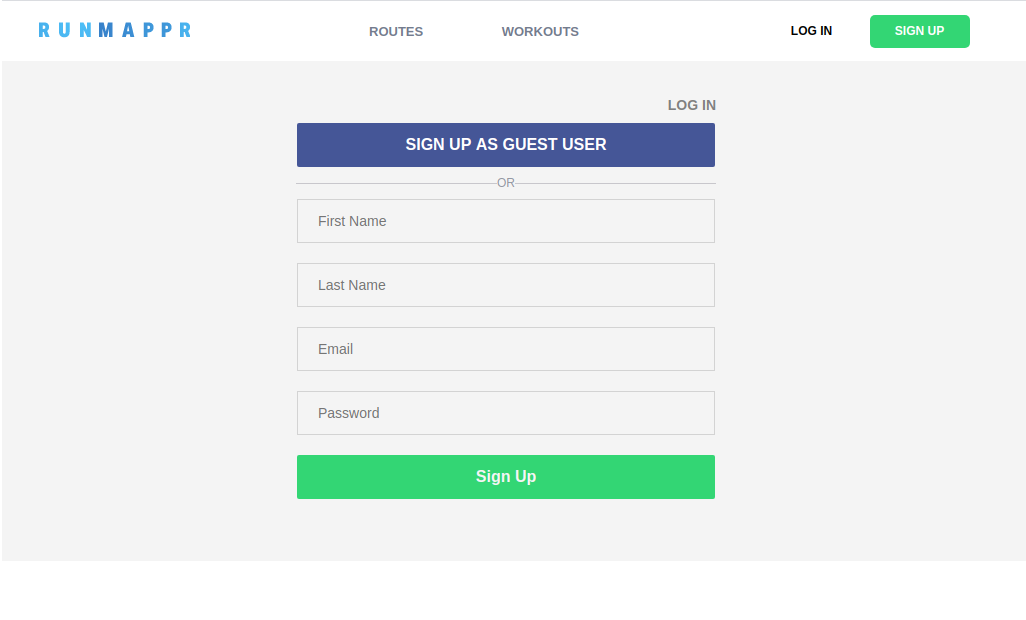 RUNMAPPR ROUTES WORKOUTS LOG IN SIGN UP
LOG IN
SIGN UP AS GUEST USER
OR
First Name
Last Name
Email
Password
Sign Up